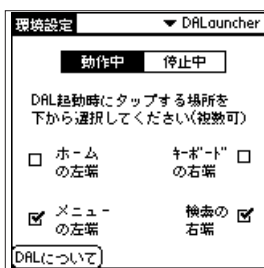 環境設定 ▼ DALauncher
動作中 停止中
DAL起動時にタップする場所を
下から選択してください(複数可)
ホーム
の左端
キーボード
の右端
メニュー
の左端
検索の
右端
DALについて